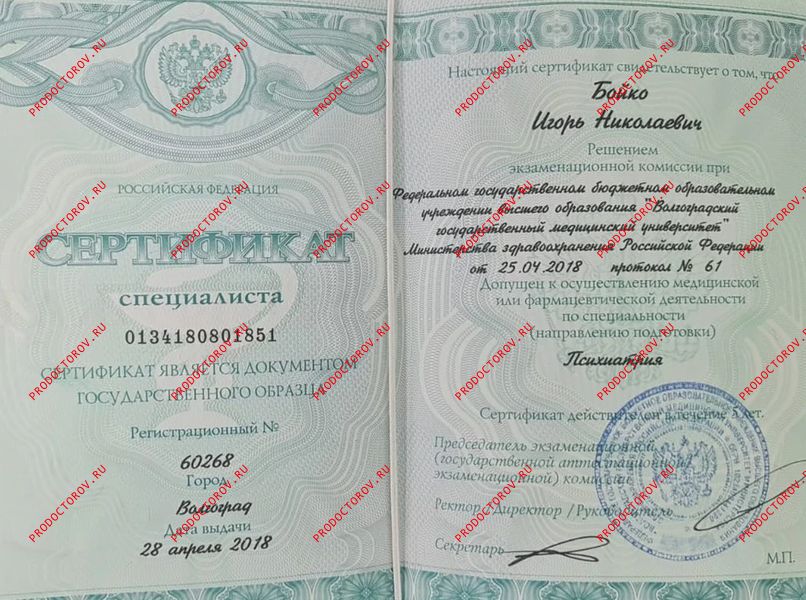 РОССИЙСКАЯ ФЕДЕРАЦИЯ
СЕРТИФИКАТ
специалиста
0134180801851
СЕРТИФИКАТ ЯВЛЯЕТСЯ ДОКУМЕНТОМ
ГОСУДАРСТВЕННОГО ОБРАЗЦА
Регистрационный №
60268
Город
Волгоград
Дата выдачи
28 апреля 2018
Настоящий сертификат свидетельствует о том, что
Бойко
Игорь Николаевич
Решением
экзаменационной комиссии при
Федеральном государственном бюджетном образовательном
учреждении высшего образования "Волгоградский
государственный медицинский университет"
Министерства здравоохранения Российской Федерации
от 25.04.2018 протокол № 61
Допущен к осуществлению медицинской
или фармацевтической деятельности
по специальности
(направлению подготовки)
Психиатрия
Сертификат действителен в течение 5 лет.
Председатель экзаменационной
(государственной аттестационной
экзаменационной) комиссии
Ректор /Директор /Руководитель
Секретарь
М.П.
PRODOCTOROV.RU